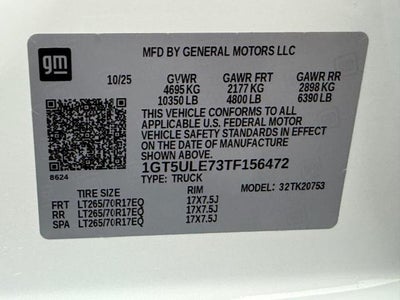 gm
MFD BY GENERAL MOTORS LLC
10/25 GVWR GAWR FRT GAWR RR
4695 KG 2177 KG 2898 KG
10350 LB 4800 LB 6390 LB
THIS VEHICLE CONFORMS TO ALL
APPLICABLE U.S. FEDERAL MOTOR
VEHICLE SAFETY STANDARDS IN EFFECT
ON THE DATE OF MANUFACTURE
SHOWN ABOVE.
1GT5ULE73TF156472
8624 TYPE: TRUCK
TIRE SIZE RIM MODEL: 32TK20753
FRT LT265/70R17EQ 17X7.5J
RR LT265/70R17EQ 17X7.5J
SPA LT265/70R17EQ 17X7.5J